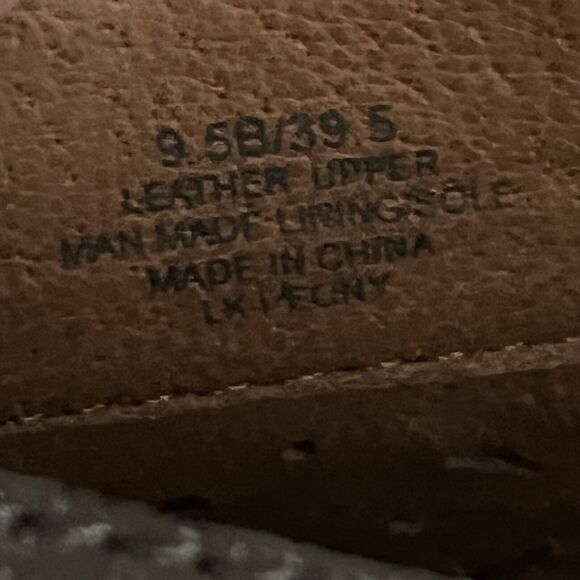 9.5B/39.5
LEATHER UPPER
MAN MADE LINING/SOLE
MADE IN CHINA